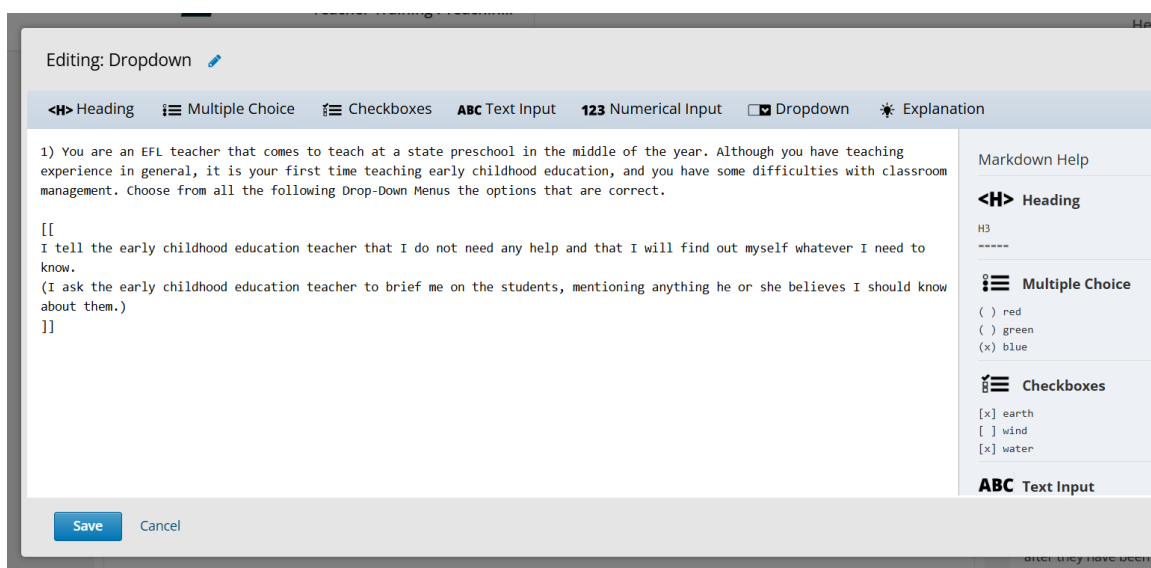 He
Editing: Dropdown
<H> Heading
Multiple Choice
Checkboxes
ABC Text Input
123 Numerical Input
Dropdown
Explanation
1) You are an EFL teacher that comes to teach at a state preschool in the middle of the year. Although you have teaching
experience in general, it is your first time teaching early childhood education, and you have some difficulties with classroom
management. Choose from all the following Drop-Down Menus the options that are correct.
[[
I tell the early childhood education teacher that I do not need any help and that I will find out myself whatever I need to
know.
(I ask the early childhood education teacher to brief me on the students, mentioning anything he or she believes I should know
about them.)
]]
Markdown Help
<H> Heading
H3
-----
Multiple Choice
( ) red
( ) green
(x) blue
Checkboxes
[x] earth
[ ] wind
[x] water
ABC Text Input
Save
Cancel
after they have been